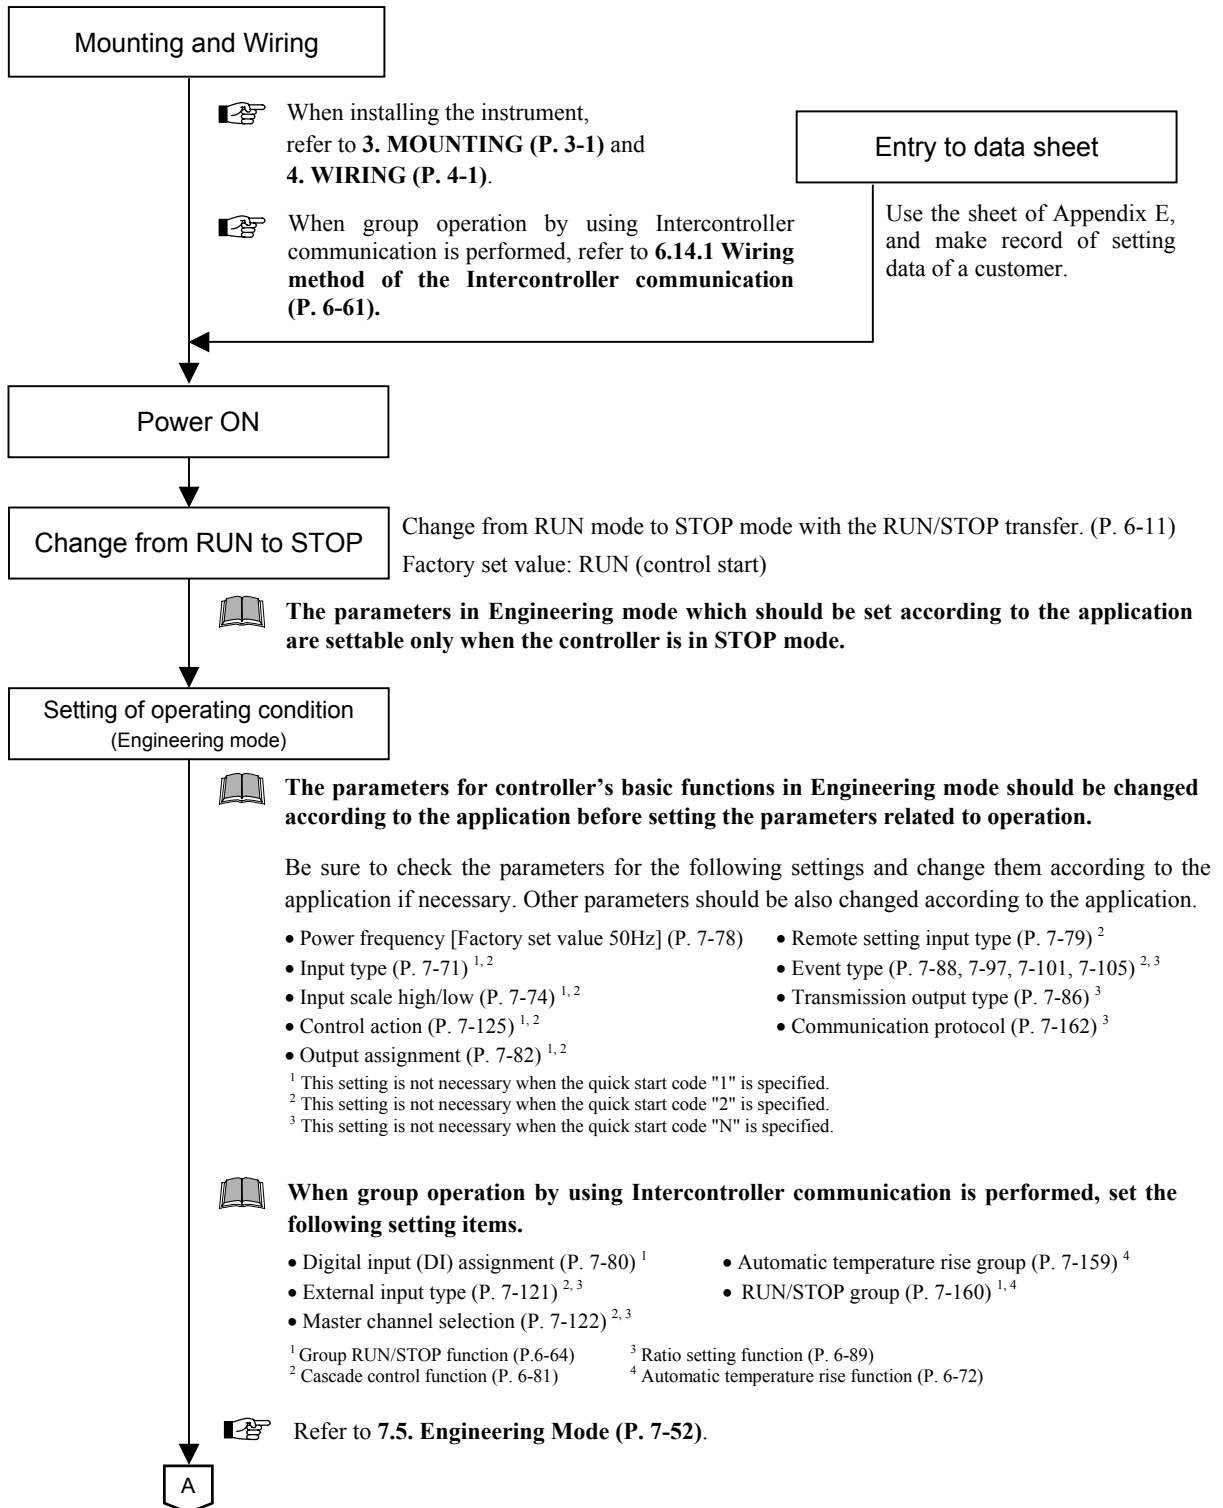 Mounting and Wiring
When installing the instrument,
refer to 3. MOUNTING (P. 3-1) and
4. WIRING (P. 4-1).
When group operation by using Intercontroller
communication is performed, refer to 6.14.1 Wiring
method of the Intercontroller communication
(P. 6-61).
Entry to data sheet
Use the sheet of Appendix E,
and make record of setting
data of a customer.
Power ON
Change from RUN to STOP
Change from RUN mode to STOP mode with the RUN/STOP transfer. (P. 6-11)
Factory set value: RUN (control start)
The parameters in Engineering mode which should be set according to the application
are settable only when the controller is in STOP mode.
Setting of operating condition
(Engineering mode)
The parameters for controller's basic functions in Engineering mode should be changed
according to the application before setting the parameters related to operation.
Be sure to check the parameters for the following settings and change them according to the
application if necessary. Other parameters should be also changed according to the application.
• Power frequency [Factory set value 50Hz] (P. 7-78)
• Input type (P. 7-71) 1, 2
• Input scale high/low (P. 7-74) 1, 2
• Control action (P. 7-125) 1, 2
• Output assignment (P. 7-82) 1, 2
• Remote setting input type (P. 7-79) 2
• Event type (P. 7-88, 7-97, 7-101, 7-105) 2, 3
• Transmission output type (P. 7-86) 3
• Communication protocol (P. 7-162) 3
1 This setting is not necessary when the quick start code "1" is specified.
2 This setting is not necessary when the quick start code "2" is specified.
3 This setting is not necessary when the quick start code "N" is specified.
When group operation by using Intercontroller communication is performed, set the
following setting items.
• Digital input (DI) assignment (P. 7-80) 1
• External input type (P. 7-121) 2, 3
• Master channel selection (P. 7-122) 2, 3
• Automatic temperature rise group (P. 7-159) 4
• RUN/STOP group (P. 7-160) 1, 4
1 Group RUN/STOP function (P.6-64)
2 Cascade control function (P. 6-81)
3 Ratio setting function (P. 6-89)
4 Automatic temperature rise function (P. 6-72)
Refer to 7.5. Engineering Mode (P. 7-52).
A